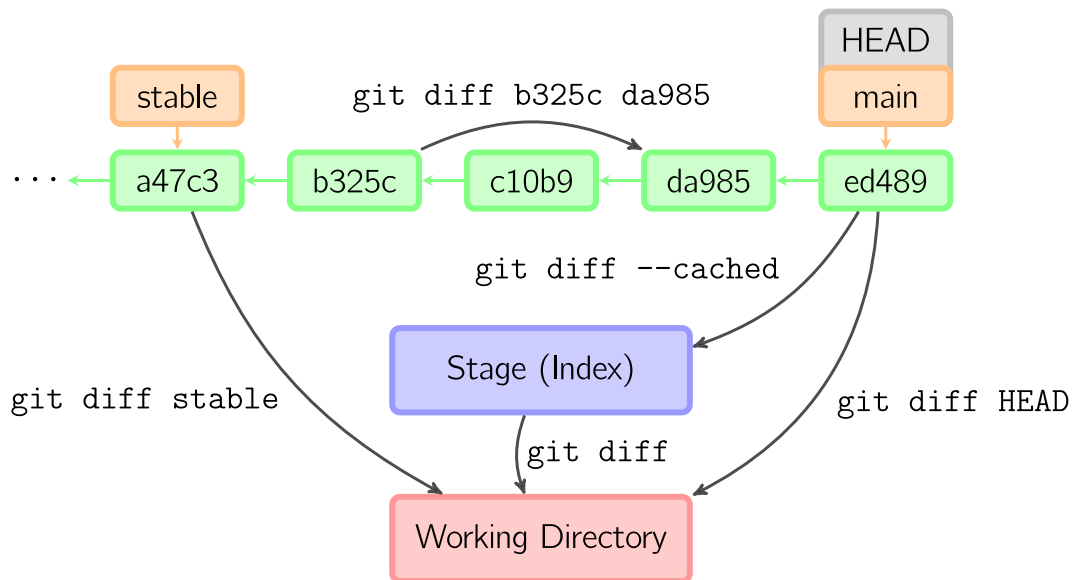 HEAD
stable
git diff b325c da985
main
...
a47c3
b325c
c10b9
da985
ed489
git diff --cached
Stage (Index)
git diff stable
git diff HEAD
git diff
Working Directory